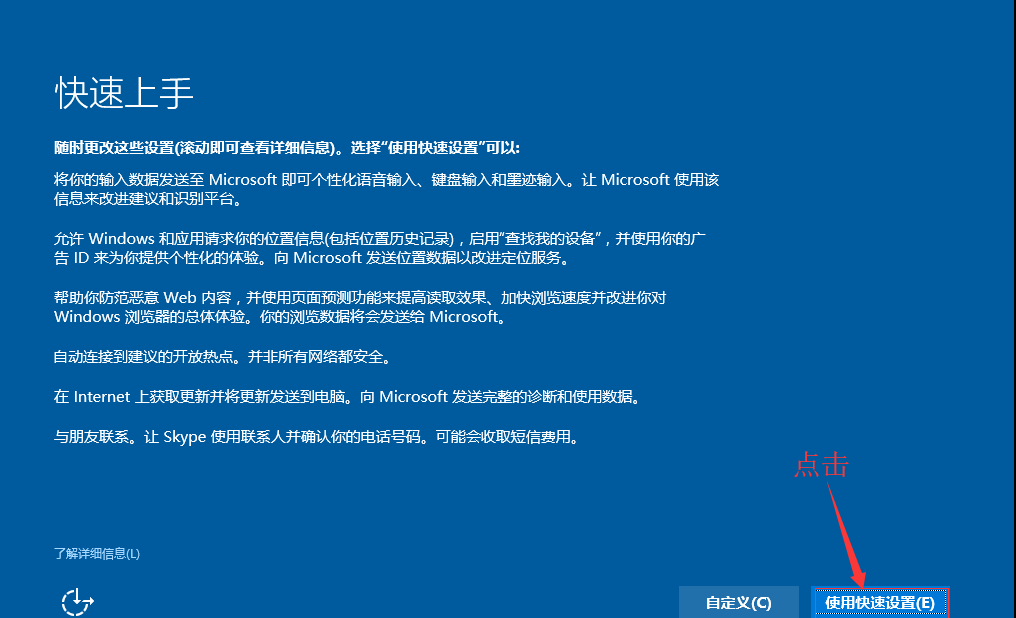 快速上手
随时更改这些设置(滚动即可查看详细信息)。选择“使用快速设置”可以:
将你的输入数据发送至 Microsoft 即可个性化语音输入、键盘输入和墨迹输入。让 Microsoft 使用该
信息来改进建议和识别平台。
允许 Windows 和应用请求你的位置信息(包括位置历史记录)，启用“查找我的设备”，并使用你的广
告 ID 来为你提供个性化的体验。向 Microsoft 发送位置数据以改进定位服务。
帮助你防范恶意 Web 内容，并使用页面预测功能来提高读取效果、加快浏览速度并改进你对
Windows 浏览器的总体体验。你的浏览数据将会发送给 Microsoft。
自动连接到建议的开放热点。并非所有网络都安全。
在 Internet 上获取更新并将更新发送到电脑。向 Microsoft 发送完整的诊断和使用数据。
与朋友联系。让 Skype 使用联系人并确认你的电话号码。可能会收取短信费用。
点击
了解详细信息(L)
自定义(C)
使用快速设置(E)